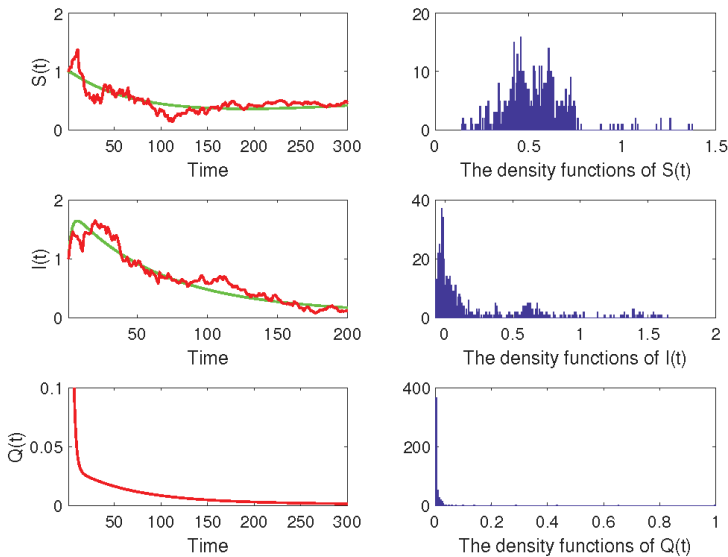 2
1
0
S(t)
50 100 150 200 250 300
Time
20
10
0
0 0.5 1 1.5
The density functions of S(t)
2
1
0
I(t)
50 100 150 200
Time
40
20
0
0 0.5 1 1.5 2
The density functions of I(t)
0.1
0.05
0
Q(t)
50 100 150 200 250 300
Time
400
200
0
0 0.2 0.4 0.6 0.8 1
The density functions of Q(t)